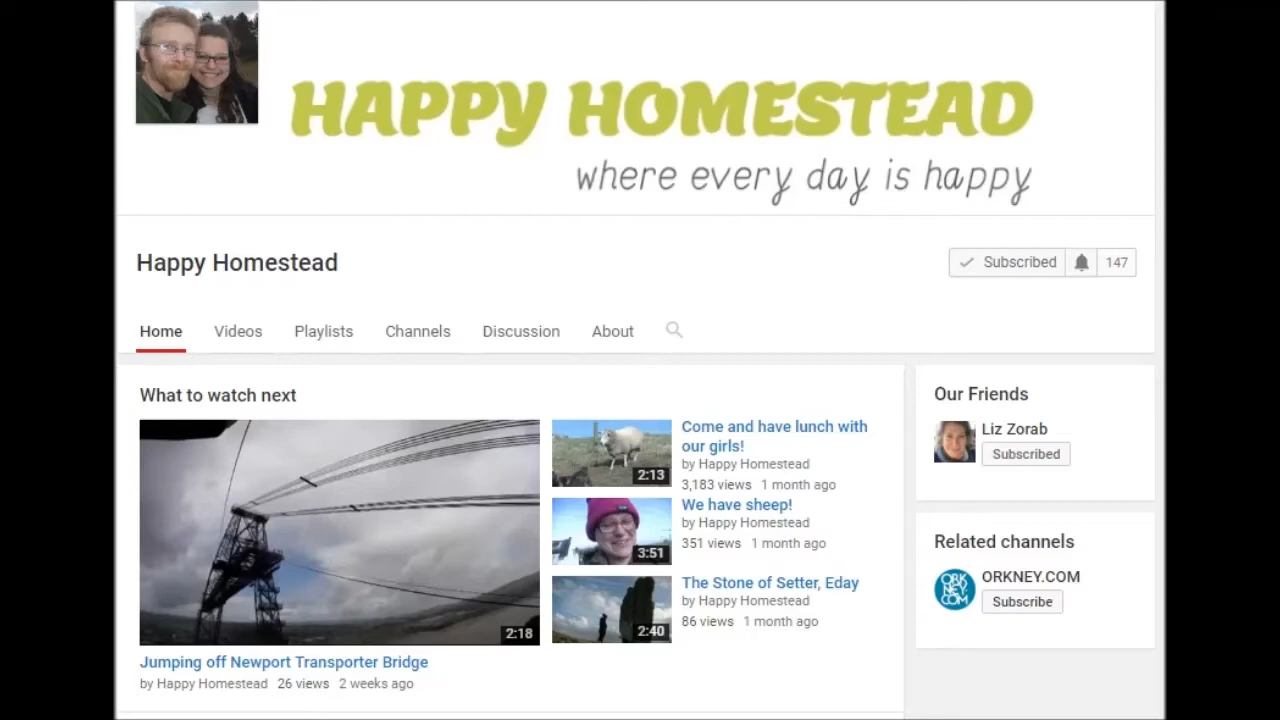 HAPPY HOMESTEAD
where every day is happy
Happy Homestead
Subscribed 147
Home Videos Playlists Channels Discussion About
What to watch next
2:18
Jumping off Newport Transporter Bridge
by Happy Homestead 26 views 2 weeks ago
2:13
Come and have lunch with
our girls!
by Happy Homestead
3,183 views 1 month ago
3:51
We have sheep!
by Happy Homestead
351 views 1 month ago
2:40
The Stone of Setter, Eday
by Happy Homestead
86 views 1 month ago
Our Friends
Liz Zorab
Subscribed
Related channels
ORK
NEY.
COM
ORKNEY.COM
Subscribe